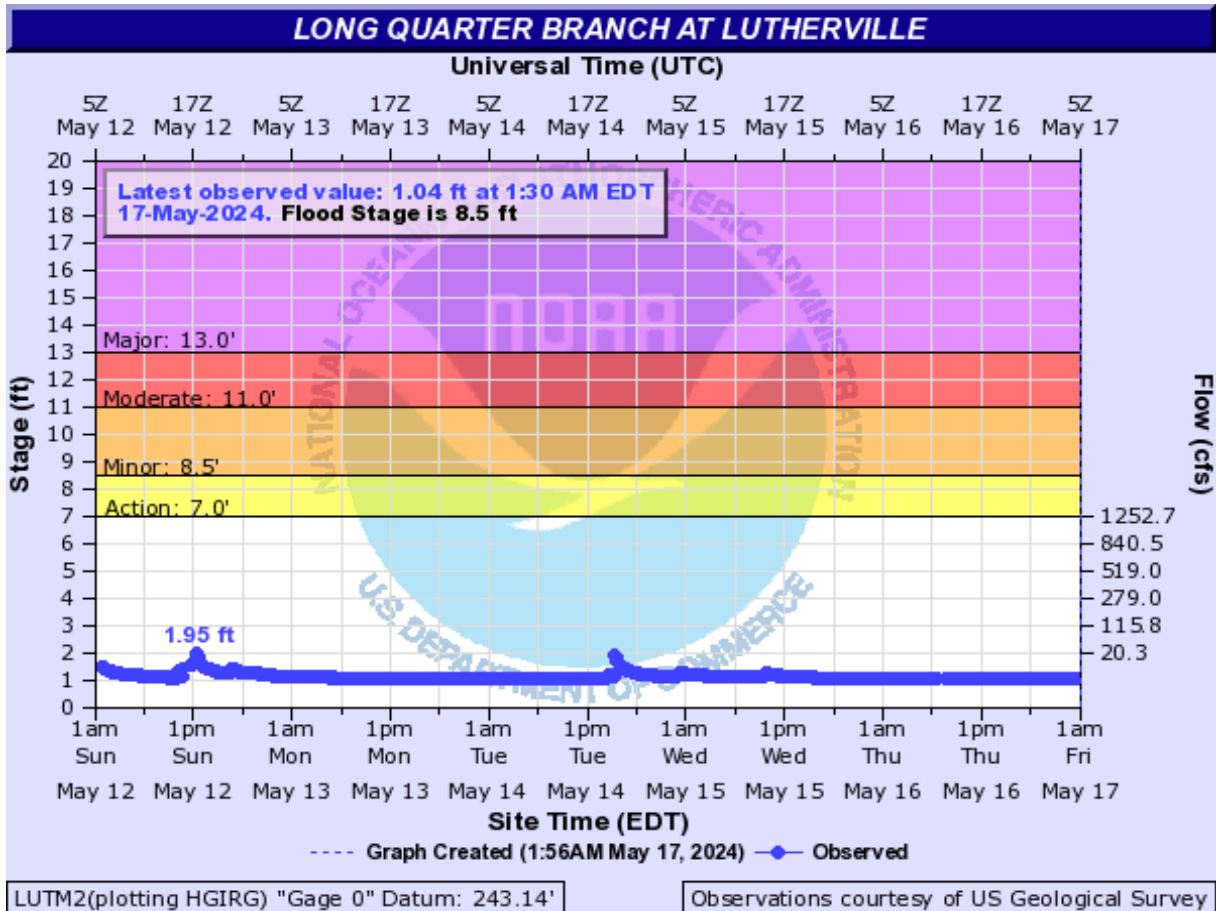 LONG QUARTER BRANCH AT LUTHERVILLE
Universal Time (UTC)
5Z 17Z 5Z 17Z 5Z 17Z 5Z 17Z 5Z 17Z 5Z
May 12 May 12 May 13 May 13 May 14 May 14 May 15 May 15 May 16 May 16 May 17
Latest observed value: 1.04 ft at 1:30 AM EDT
17-May-2024. Flood Stage is 8.5 ft
NATIONAL OCEANIC AND ATMOSPHERIC ADMINISTRATION
NOAA
U.S. DEPARTMENT OF COMMERCE
Stage (ft)
20
19
18
17
16
15
14
13
12
11
10
9
8
7
6
5
4
3
2
1
0
Major: 13.0'
Moderate: 11.0'
Minor: 8.5'
Action: 7.0'
1.95 ft
Flow (cfs)
1252.7
840.5
519.0
279.0
115.8
20.3
1am 1pm 1am 1pm 1am 1pm 1am 1pm 1am 1pm 1am
Sun Sun Mon Mon Tue Tue Wed Wed Thu Thu Fri
May 12 May 12 May 13 May 13 May 14 May 14 May 15 May 15 May 16 May 16 May 17
Site Time (EDT)
Graph Created (1:56AM May 17, 2024) Observed
LUTM2(plotting HGIRG) "Gage 0" Datum: 243.14'
Observations courtesy of US Geological Survey